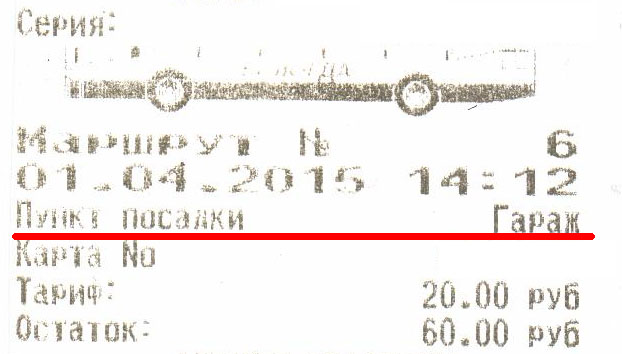 Серия:
Маршрут №
6
01.04.2015 14:12
Пункт посадки Гараж
Карта No
Тариф: 20.00 руб
Остаток: 60.00 руб